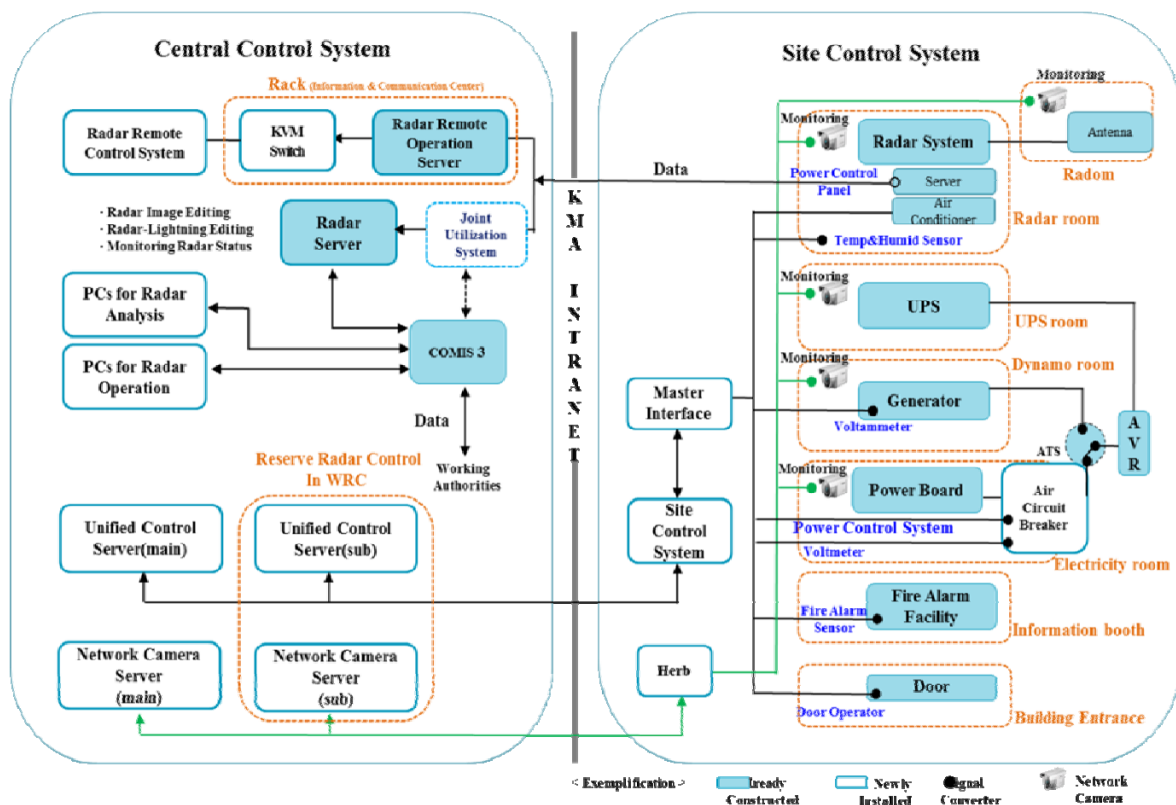 Central Control System
Rack (Information & Communication Center)
Radar Remote
Control System
KVM
Switch
Radar Remote
Operation Server
· Radar Image Editing
· Radar-Lightning Editing
· Monitoring Radar Status
Radar
Server
Joint
Utilization
System
PCs for Radar
Analysis
PCs for Radar
Operation
COMIS 3
Data
Working
Authorities
Reserve Radar Control
In WRC
Unified Control
Server(main)
Unified Control
Server(sub)
Network Camera
Server
(main)
Network Camera
Server
(sub)
KMA INTRANET
Site Control System
Data
Monitoring
Antenna
Radom
Monitoring
Radar System
Power Control
Panel
Server
Air
Conditioner
Radar room
Temp&Humid Sensor
Monitoring
UPS
UPS room
Dynamo room
Monitoring
Generator
Voltammeter
Master
Interface
ATS
AVR
Monitoring
Power Board
Air
Circuit
Breaker
Power Control System
Voltmeter
Electricity room
Site
Control
System
Fire Alarm
Facility
Fire Alarm
Sensor
Information booth
Herb
Door
Door Operator
Building Entrance
< Exemplification >
lready
Constructed
Newly
Installed
ignal
Converter
Network
Camera